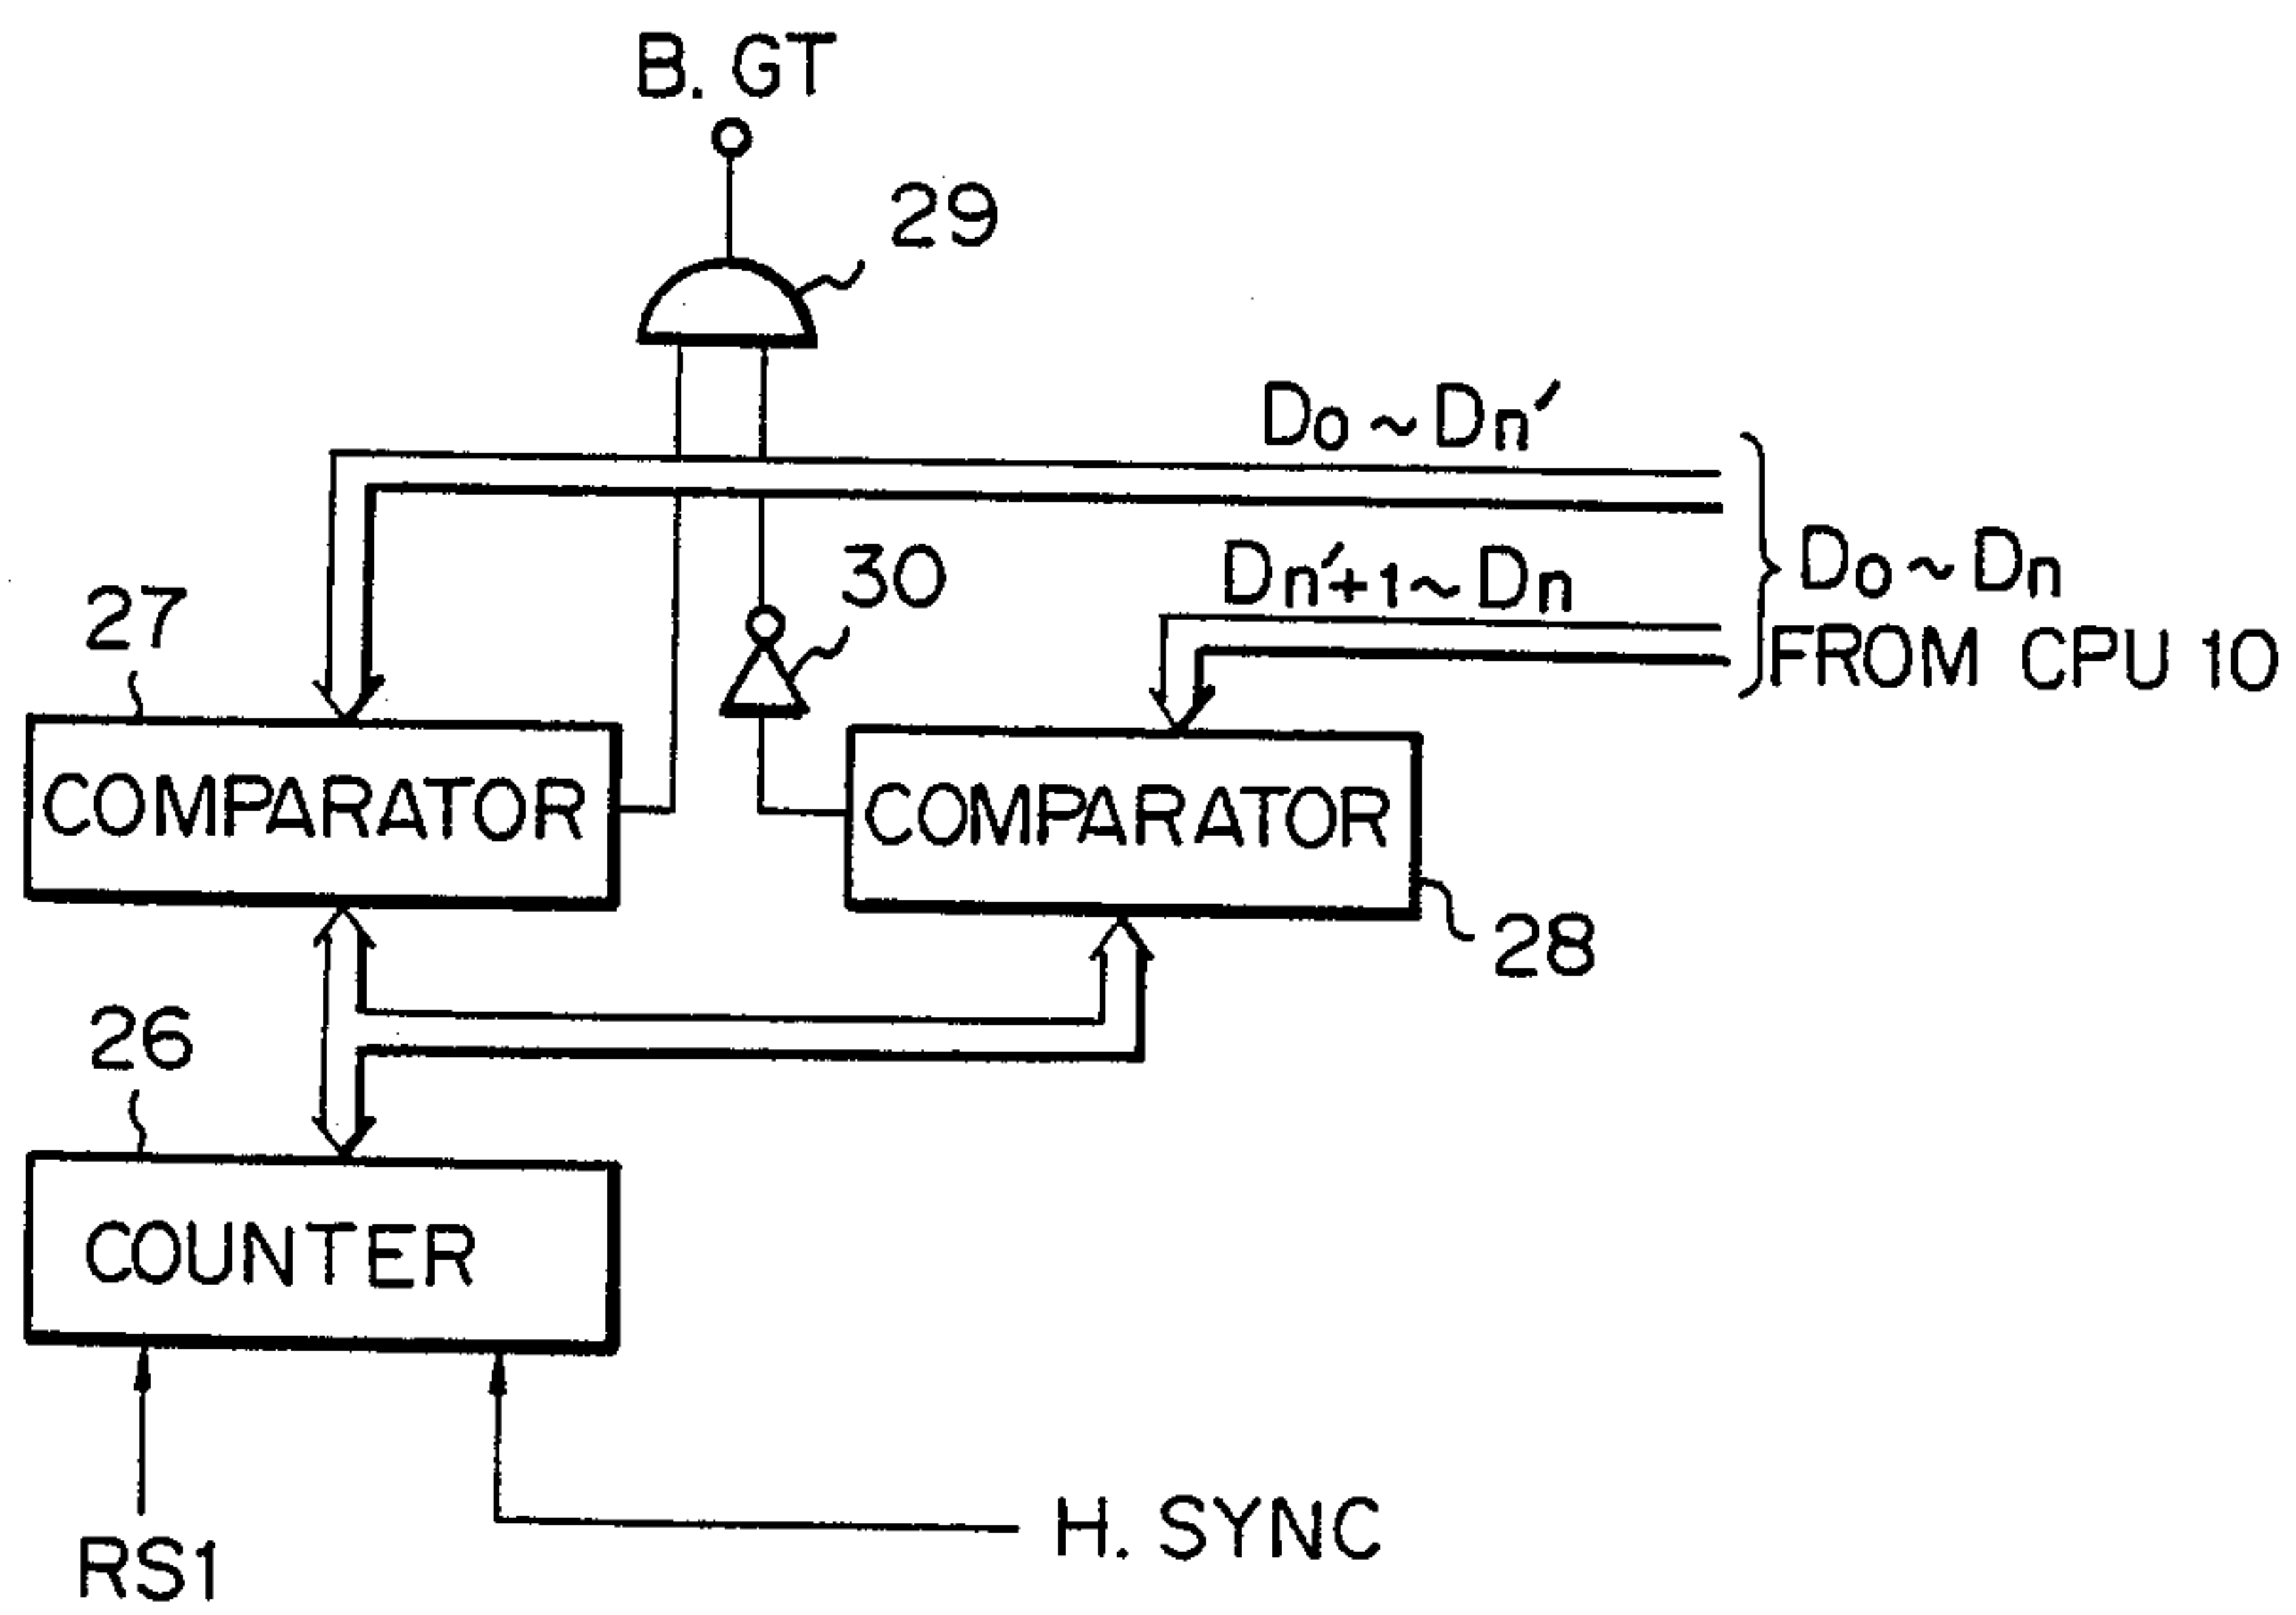 B. GT
29
Do ~ Dn'
30
Dn'+1 ~ Dn
Do ~ Dn
FROM CPU 10
27
COMPARATOR
COMPARATOR
28
26
COUNTER
H. SYNC
RS1